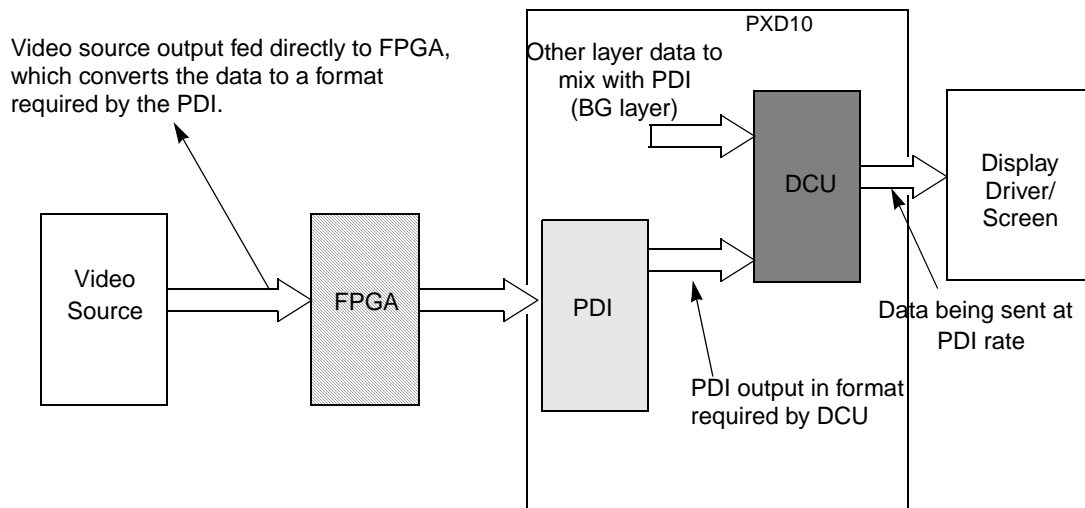 PXD10
Video source output fed directly to FPGA,
which converts the data to a format
required by the PDI.
Other layer data to
mix with PDI
(BG layer)
DCU
Display
Driver/
Screen
Video
Source
FPGA
PDI
Data being sent at
PDI rate
PDI output in format
required by DCU